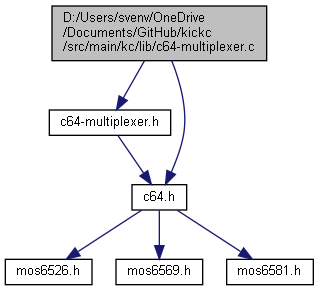 D:/Users/svenv/OneDrive
/Documents/GitHub/kickc
/src/main/kc/lib/c64-multiplexer.c
c64-multiplexer.h
c64.h
mos6526.h
mos6569.h
mos6581.h